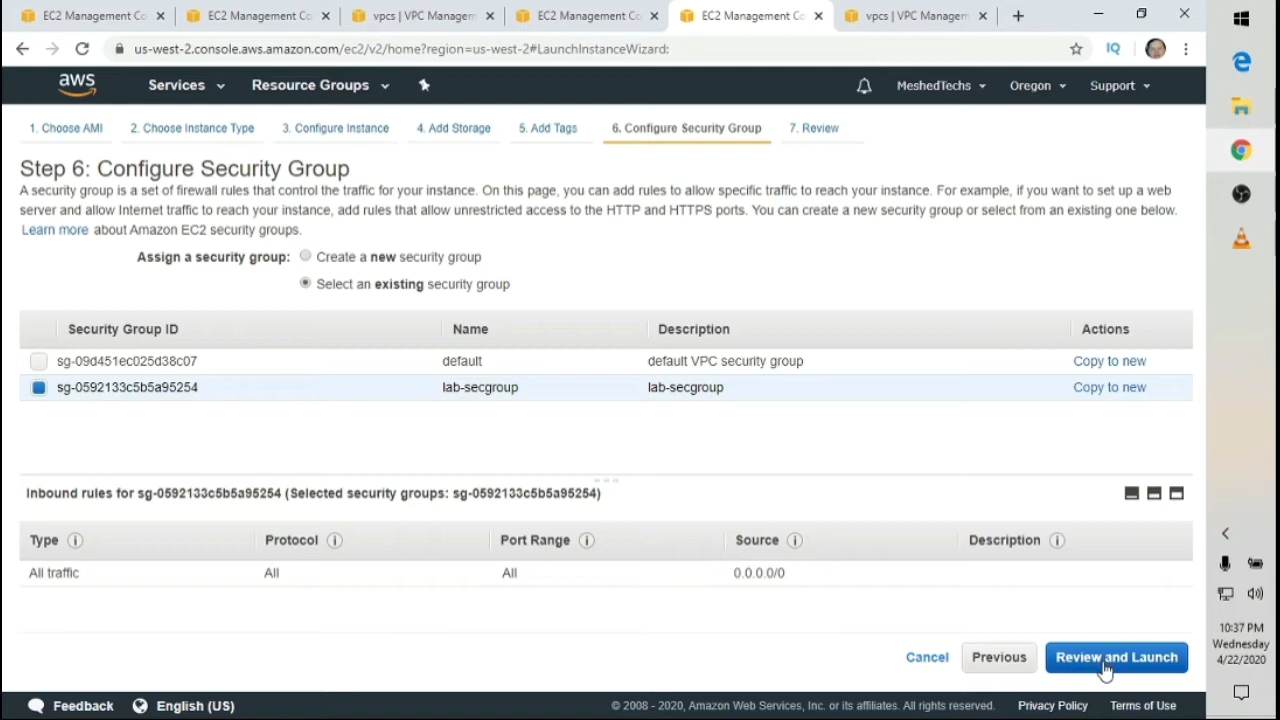 EC2 Management Co
EC2 Management Co
vpcs | VPC Managem
EC2 Management Co
EC2 Management Co
vpcs | VPC Managem
us-west-2.console.aws.amazon.com/ec2/v2/home?region=us-west-2#LaunchInstanceWizard:
IQ
aws
Services
Resource Groups
MeshedTechs
Oregon
Support
1. Choose AMI
2. Choose Instance Type
3. Configure Instance
4. Add Storage
5. Add Tags
6. Configure Security Group
7. Review
Step 6: Configure Security Group
A security group is a set of firewall rules that control the traffic for your instance. On this page, you can add rules to allow specific traffic to reach your instance. For example, if you want to set up a web
server and allow Internet traffic to reach your instance, add rules that allow unrestricted access to the HTTP and HTTPS ports. You can create a new security group or select from an existing one below.
Learn more about Amazon EC2 security groups.
Assign a security group: Create a new security group
Select an existing security group
Security Group ID Name Description Actions
sg-09d451ec025d38c07 default default VPC security group Copy to new
sg-0592133c5b5a95254 lab-secgroup lab-secgroup Copy to new
Inbound rules for sg-0592133c5b5a95254 (Selected security groups: sg-0592133c5b5a95254)
Type Protocol Port Range Source Description
All traffic All All 0.0.0.0/0
Cancel Previous Review and Launch
Feedback English (US) © 2008 - 2020, Amazon Web Services, Inc. or its affiliates. All rights reserved. Privacy Policy Terms of Use
10:37 PM
Wednesday
4/22/2020